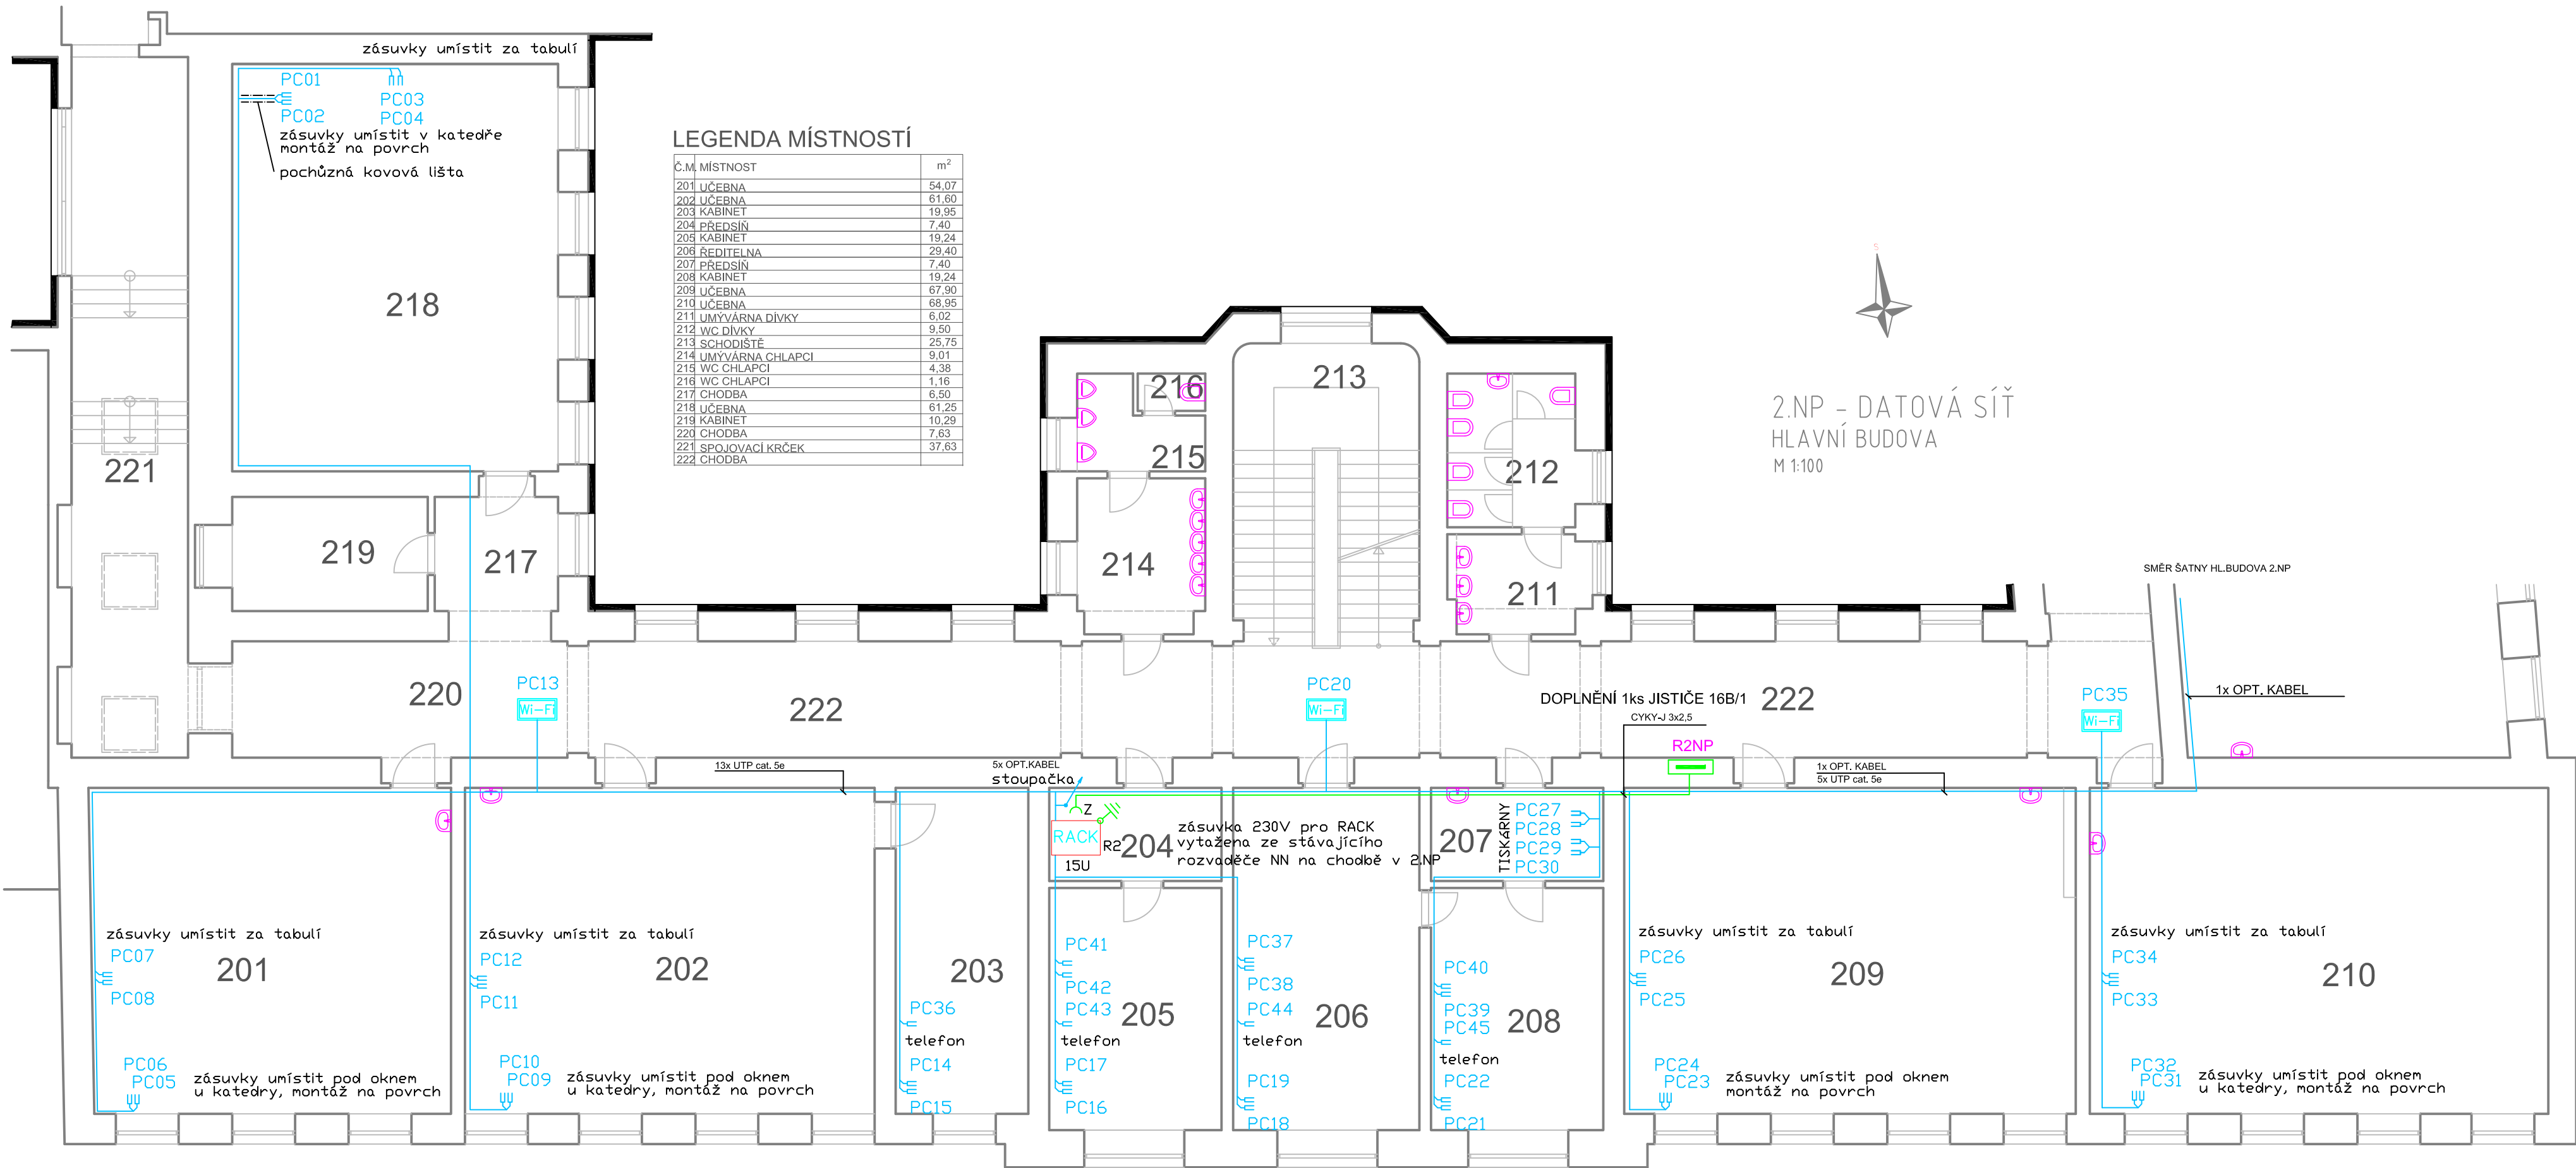 zásuvky umístit za tabulí
PC01
PC02
PC03
PC04
zásuvky umístit v katedře
montáž na povrch
pochůzná kovová lišta
218
LEGENDA MÍSTNOSTÍ
Č.M. MÍSTNOST m²
201 UČEBNA 54,07
202 UČEBNA 61,60
203 KABINET 19,95
204 PŘEDSÍŇ 7,40
205 KABINET 19,24
206 ŘEDITELNA 29,40
207 PŘEDSÍŇ 7,40
208 KABINET 19,24
209 UČEBNA 67,90
210 UČEBNA 68,95
211 UMÝVÁRNA DÍVKY 6,02
212 WC DÍVKY 9,50
213 SCHODIŠTĚ 25,75
214 UMÝVÁRNA CHLAPCI 9,01
215 WC CHLAPCI 4,38
216 WC CHLAPCI 1,16
217 CHODBA 6,50
218 UČEBNA 61,25
219 KABINET 10,29
220 CHODBA 7,63
221 SPOJOVACÍ KRČEK 37,63
222 CHODBA
S
2.NP - DATOVÁ SÍŤ
HLAVNÍ BUDOVA
M 1:100
213
216
215
212
221
219
217
214
211
SMĚR ŠATNY HL.BUDOVA 2.NP
220
PC13
Wi-Fi
222
PC20
Wi-Fi
DOPLNĚNÍ 1ks JISTIČE 16B/1
CYKY-J 3x2,5
222
R2NP
PC35
Wi-Fi
1x OPT. KABEL
13x UTP cat. 5e
5x OPT.KABEL
stoupačka
1x OPT. KABEL
5x UTP cat. 5e
Z
RACK
R2
15U
204
zásuvka 230V pro RACK
vytažena ze stávajícího
rozvaděče NN na chodbě v 2.NP
207
TISKÁRNY
PC27
PC28
PC29
PC30
zásuvky umístit za tabulí
PC07
PC08
201
PC06
PC05
zásuvky umístit pod oknem
u katedry, montáž na povrch
zásuvky umístit za tabulí
PC12
PC11
202
PC10
PC09
zásuvky umístit pod oknem
u katedry, montáž na povrch
203
PC36
telefon
PC14
PC15
PC41
PC42
PC43
205
telefon
PC17
PC16
PC37
PC38
PC44
206
telefon
PC19
PC18
PC40
PC39
PC45
208
telefon
PC22
PC21
zásuvky umístit za tabulí
PC26
PC25
209
PC24
PC23
zásuvky umístit pod oknem
montáž na povrch
zásuvky umístit za tabulí
PC34
PC33
210
PC32
PC31
zásuvky umístit pod oknem
u katedry, montáž na povrch